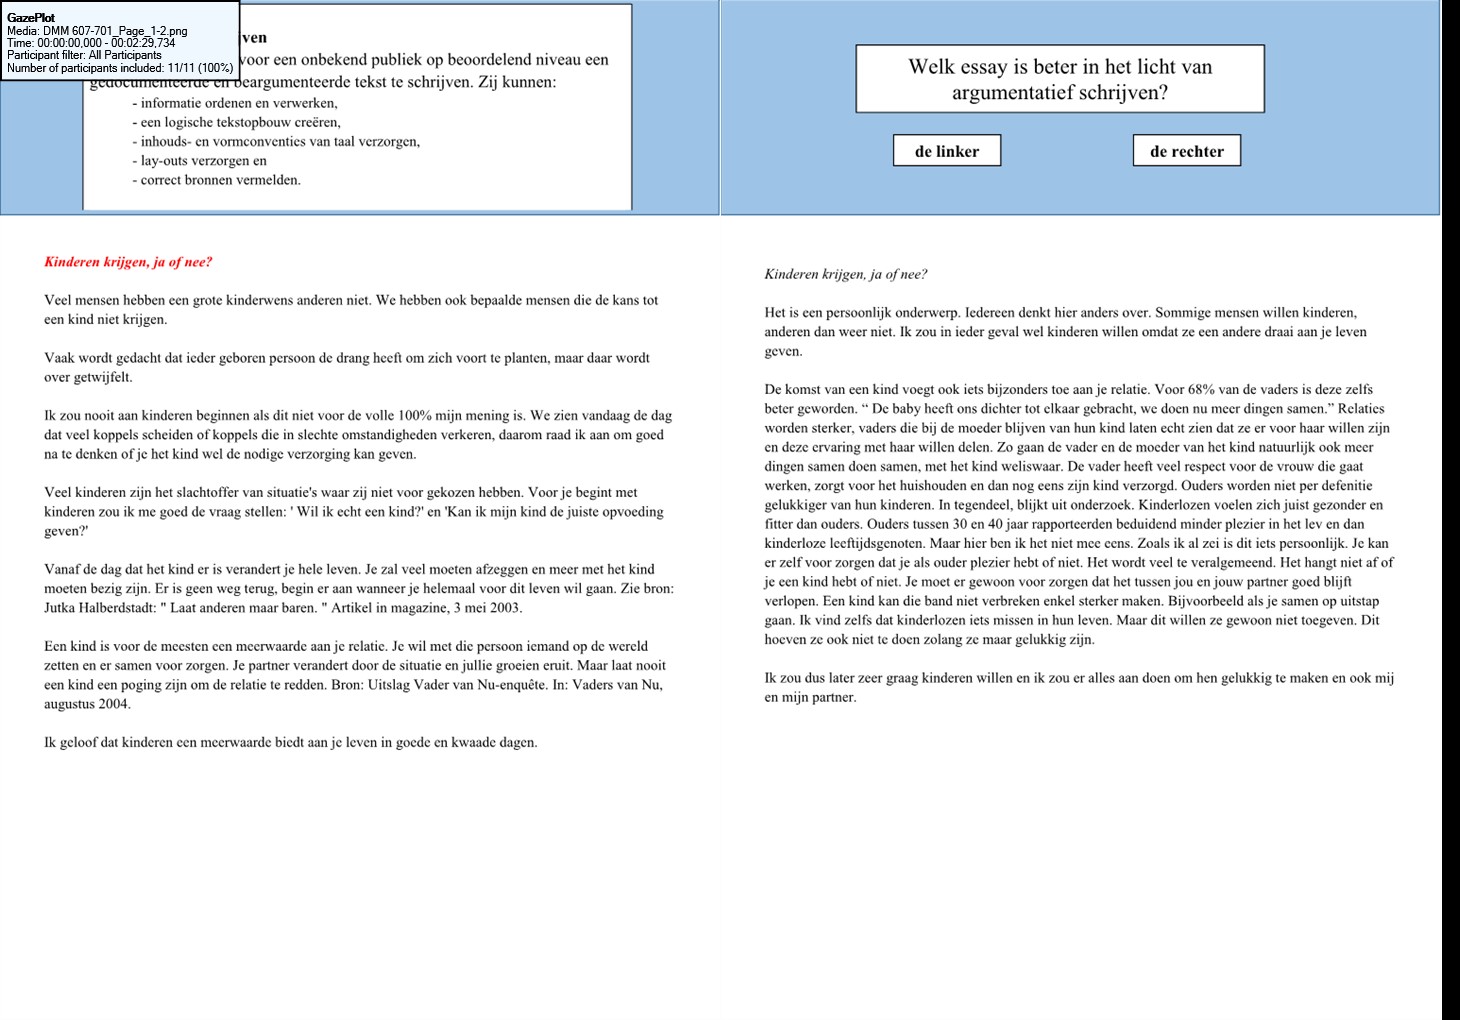 GazePlot
Media: DMM 607-701_Page_1-2.png
Time: 00:00:00,000 - 00:02:29,734
Participant filter: All Participants
Number of participants included: 11/11 (100%)
ijven
voor een onbekend publiek op beoordelend niveau een
gedocumenteerde en beargumenteerde tekst te schrijven. Zij kunnen:
- informatie ordenen en verwerken,
- een logische tekstopbouw creëren,
- inhouds- en vormconventies van taal verzorgen,
- lay-outs verzorgen en
- correct bronnen vermelden.
Welk essay is beter in het licht van
argumentatief schrijven?
de linker
de rechter
Kinderen krijgen, ja of nee?
Veel mensen hebben een grote kinderwens anderen niet. We hebben ook bepaalde mensen die de kans tot
een kind niet krijgen.
Vaak wordt gedacht dat ieder geboren persoon de drang heeft om zich voort te planten, maar daar wordt
over getwijfelt.
Ik zou nooit aan kinderen beginnen als dit niet voor de volle 100% mijn mening is. We zien vandaag de dag
dat veel koppels scheiden of koppels die in slechte omstandigheden verkeren, daarom raad ik aan om goed
na te denken of je het kind wel de nodige verzorging kan geven.
Veel kinderen zijn het slachtoffer van situatie's waar zij niet voor gekozen hebben. Voor je begint met
kinderen zou ik me goed de vraag stellen: ' Wil ik echt een kind?' en 'Kan ik mijn kind de juiste opvoeding
geven?'
Vanaf de dag dat het kind er is verandert je hele leven. Je zal veel moeten afzeggen en meer met het kind
moeten bezig zijn. Er is geen weg terug, begin er aan wanneer je helemaal voor dit leven wil gaan. Zie bron:
Jutka Halberdstadt: " Laat anderen maar baren. " Artikel in magazine, 3 mei 2003.
Een kind is voor de meesten een meerwaarde aan je relatie. Je wil met die persoon iemand op de wereld
zetten en er samen voor zorgen. Je partner verandert door de situatie en jullie groeien eruit. Maar laat nooit
een kind een poging zijn om de relatie te redden. Bron: Uitslag Vader van Nu-enquête. In: Vaders van Nu,
augustus 2004.
Ik geloof dat kinderen een meerwaarde biedt aan je leven in goede en kwaade dagen.
Kinderen krijgen, ja of nee?
Het is een persoonlijk onderwerp. Iedereen denkt hier anders over. Sommige mensen willen kinderen,
anderen dan weer niet. Ik zou in ieder geval wel kinderen willen omdat ze een andere draai aan je leven
geven.
De komst van een kind voegt ook iets bijzonders toe aan je relatie. Voor 68% van de vaders is deze zelfs
beter geworden. “ De baby heeft ons dichter tot elkaar gebracht, we doen nu meer dingen samen.” Relaties
worden sterker, vaders die bij de moeder blijven van hun kind laten echt zien dat ze er voor haar willen zijn
en deze ervaring met haar willen delen. Zo gaan de vader en de moeder van het kind natuurlijk ook meer
dingen samen doen samen, met het kind weliswaar. De vader heeft veel respect voor de vrouw die gaat
werken, zorgt voor het huishouden en dan nog eens zijn kind verzorgd. Ouders worden niet per defenitie
gelukkiger van hun kinderen. In tegendeel, blijkt uit onderzoek. Kinderlozen voelen zich juist gezonder en
fitter dan ouders. Ouders tussen 30 en 40 jaar rapporteerden beduidend minder plezier in het lev en dan
kinderloze leeftijdsgenoten. Maar hier ben ik het niet mee eens. Zoals ik al zei is dit iets persoonlijk. Je kan
er zelf voor zorgen dat je als ouder plezier hebt of niet. Het wordt veel te veralgemeend. Het hangt niet af of
je een kind hebt of niet. Je moet er gewoon voor zorgen dat het tussen jou en jouw partner goed blijft
verlopen. Een kind kan die band niet verbreken enkel sterker maken. Bijvoorbeeld als je samen op uitstap
gaan. Ik vind zelfs dat kinderlozen iets missen in hun leven. Maar dit willen ze gewoon niet toegeven. Dit
hoeven ze ook niet te doen zolang ze maar gelukkig zijn.
Ik zou dus later zeer graag kinderen willen en ik zou er alles aan doen om hen gelukkig te maken en ook mij
en mijn partner.